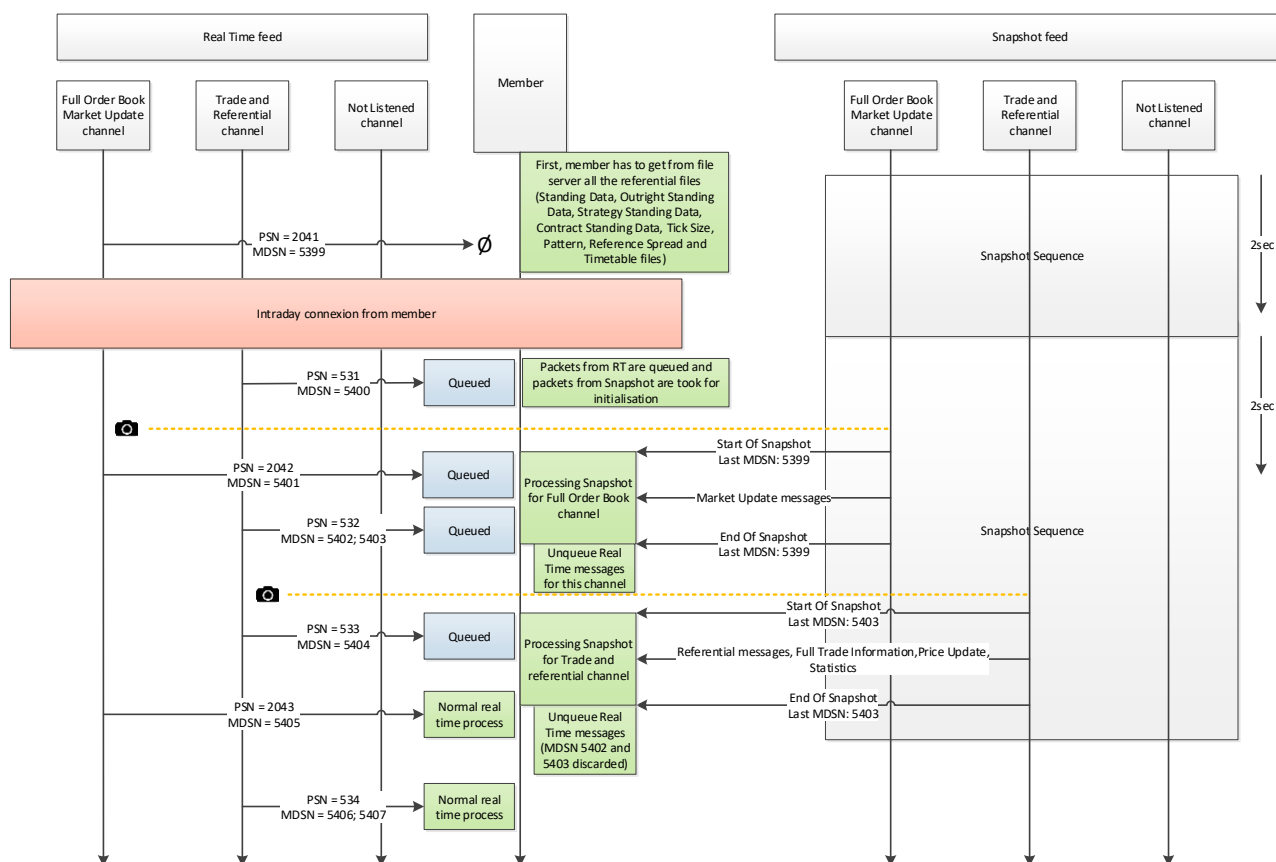 Real Time feed
Member
Snapshot feed
Full Order Book
Market Update
channel
Trade and
Referential
channel
Not Listened
channel
Full Order Book
Market Update
channel
Trade and
Referential
channel
Not Listened
channel
First, member has to get from file
server all the referential files
(Standing Data, Outright Standing
Data, Strategy Standing Data,
Contract Standing Data, Tick Size,
Pattern, Reference Spread and
Timetable files)
PSN = 2041
MDSN = 5399
Ø
Snapshot Sequence
2sec
Intraday connexion from member
PSN = 531
MDSN = 5400
Queued
Packets from RT are queued and
packets from Snapshot are took for
initialisation
2sec
Start Of Snapshot
Last MDSN: 5399
PSN = 2042
MDSN = 5401
Queued
Processing Snapshot
for Full Order Book
channel
Market Update messages
PSN = 532
MDSN = 5402; 5403
Queued
End Of Snapshot
Last MDSN: 5399
Snapshot Sequence
Unqueue Real
Time messages
for this channel
Start Of Snapshot
Last MDSN: 5403
PSN = 533
MDSN = 5404
Queued
Processing Snapshot
for Trade and
referential channel
Referential messages, Full Trade Information,Price Update,
Statistics
End Of Snapshot
Last MDSN: 5403
PSN = 2043
MDSN = 5405
Normal real
time process
Unqueue Real
Time messages
(MDSN 5402 and
5403 discarded)
PSN = 534
MDSN = 5406; 5407
Normal real
time process